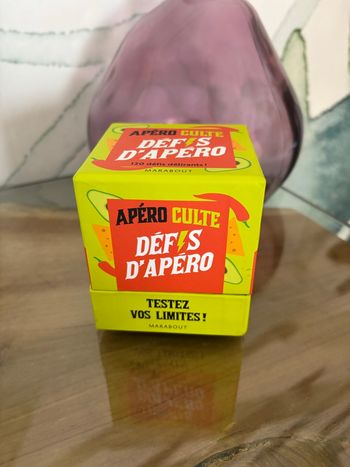 APÉRO CULTE
DÉFIS
D'APÉRO
120 défis délirants !
MARABOUT
APÉRO CULTE
DÉFIS
D'APÉRO
TESTEZ
VOS LIMITES !
MARABOUT